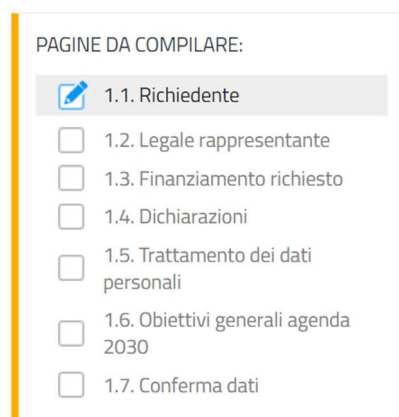 PAGINE DA COMPILARE:
1.1. Richiedente
1.2. Legale rappresentante
1.3. Finanziamento richiesto
1.4. Dichiarazioni
1.5. Trattamento dei dati
personali
1.6. Obiettivi generali agenda
2030
1.7. Conferma dati